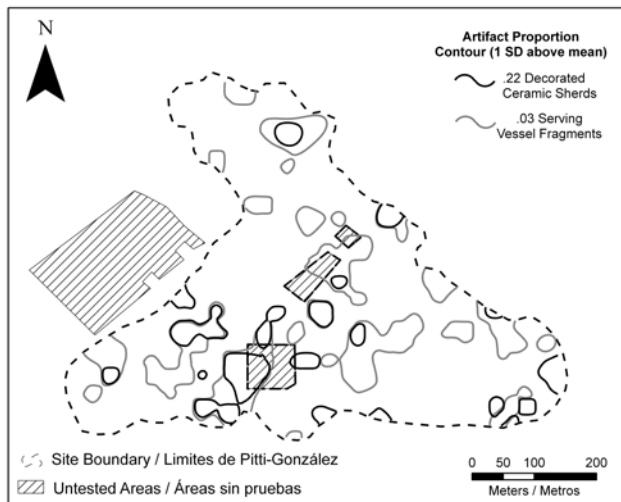 N
Artifact Proportion
Contour (1 SD above mean)
.22 Decorated
Ceramic Sherds
.03 Serving
Vessel Fragments
Site Boundary / Limites de Pitti-González
Untested Areas / Áreas sin pruebas
0 50 100 200
Meters / Metros